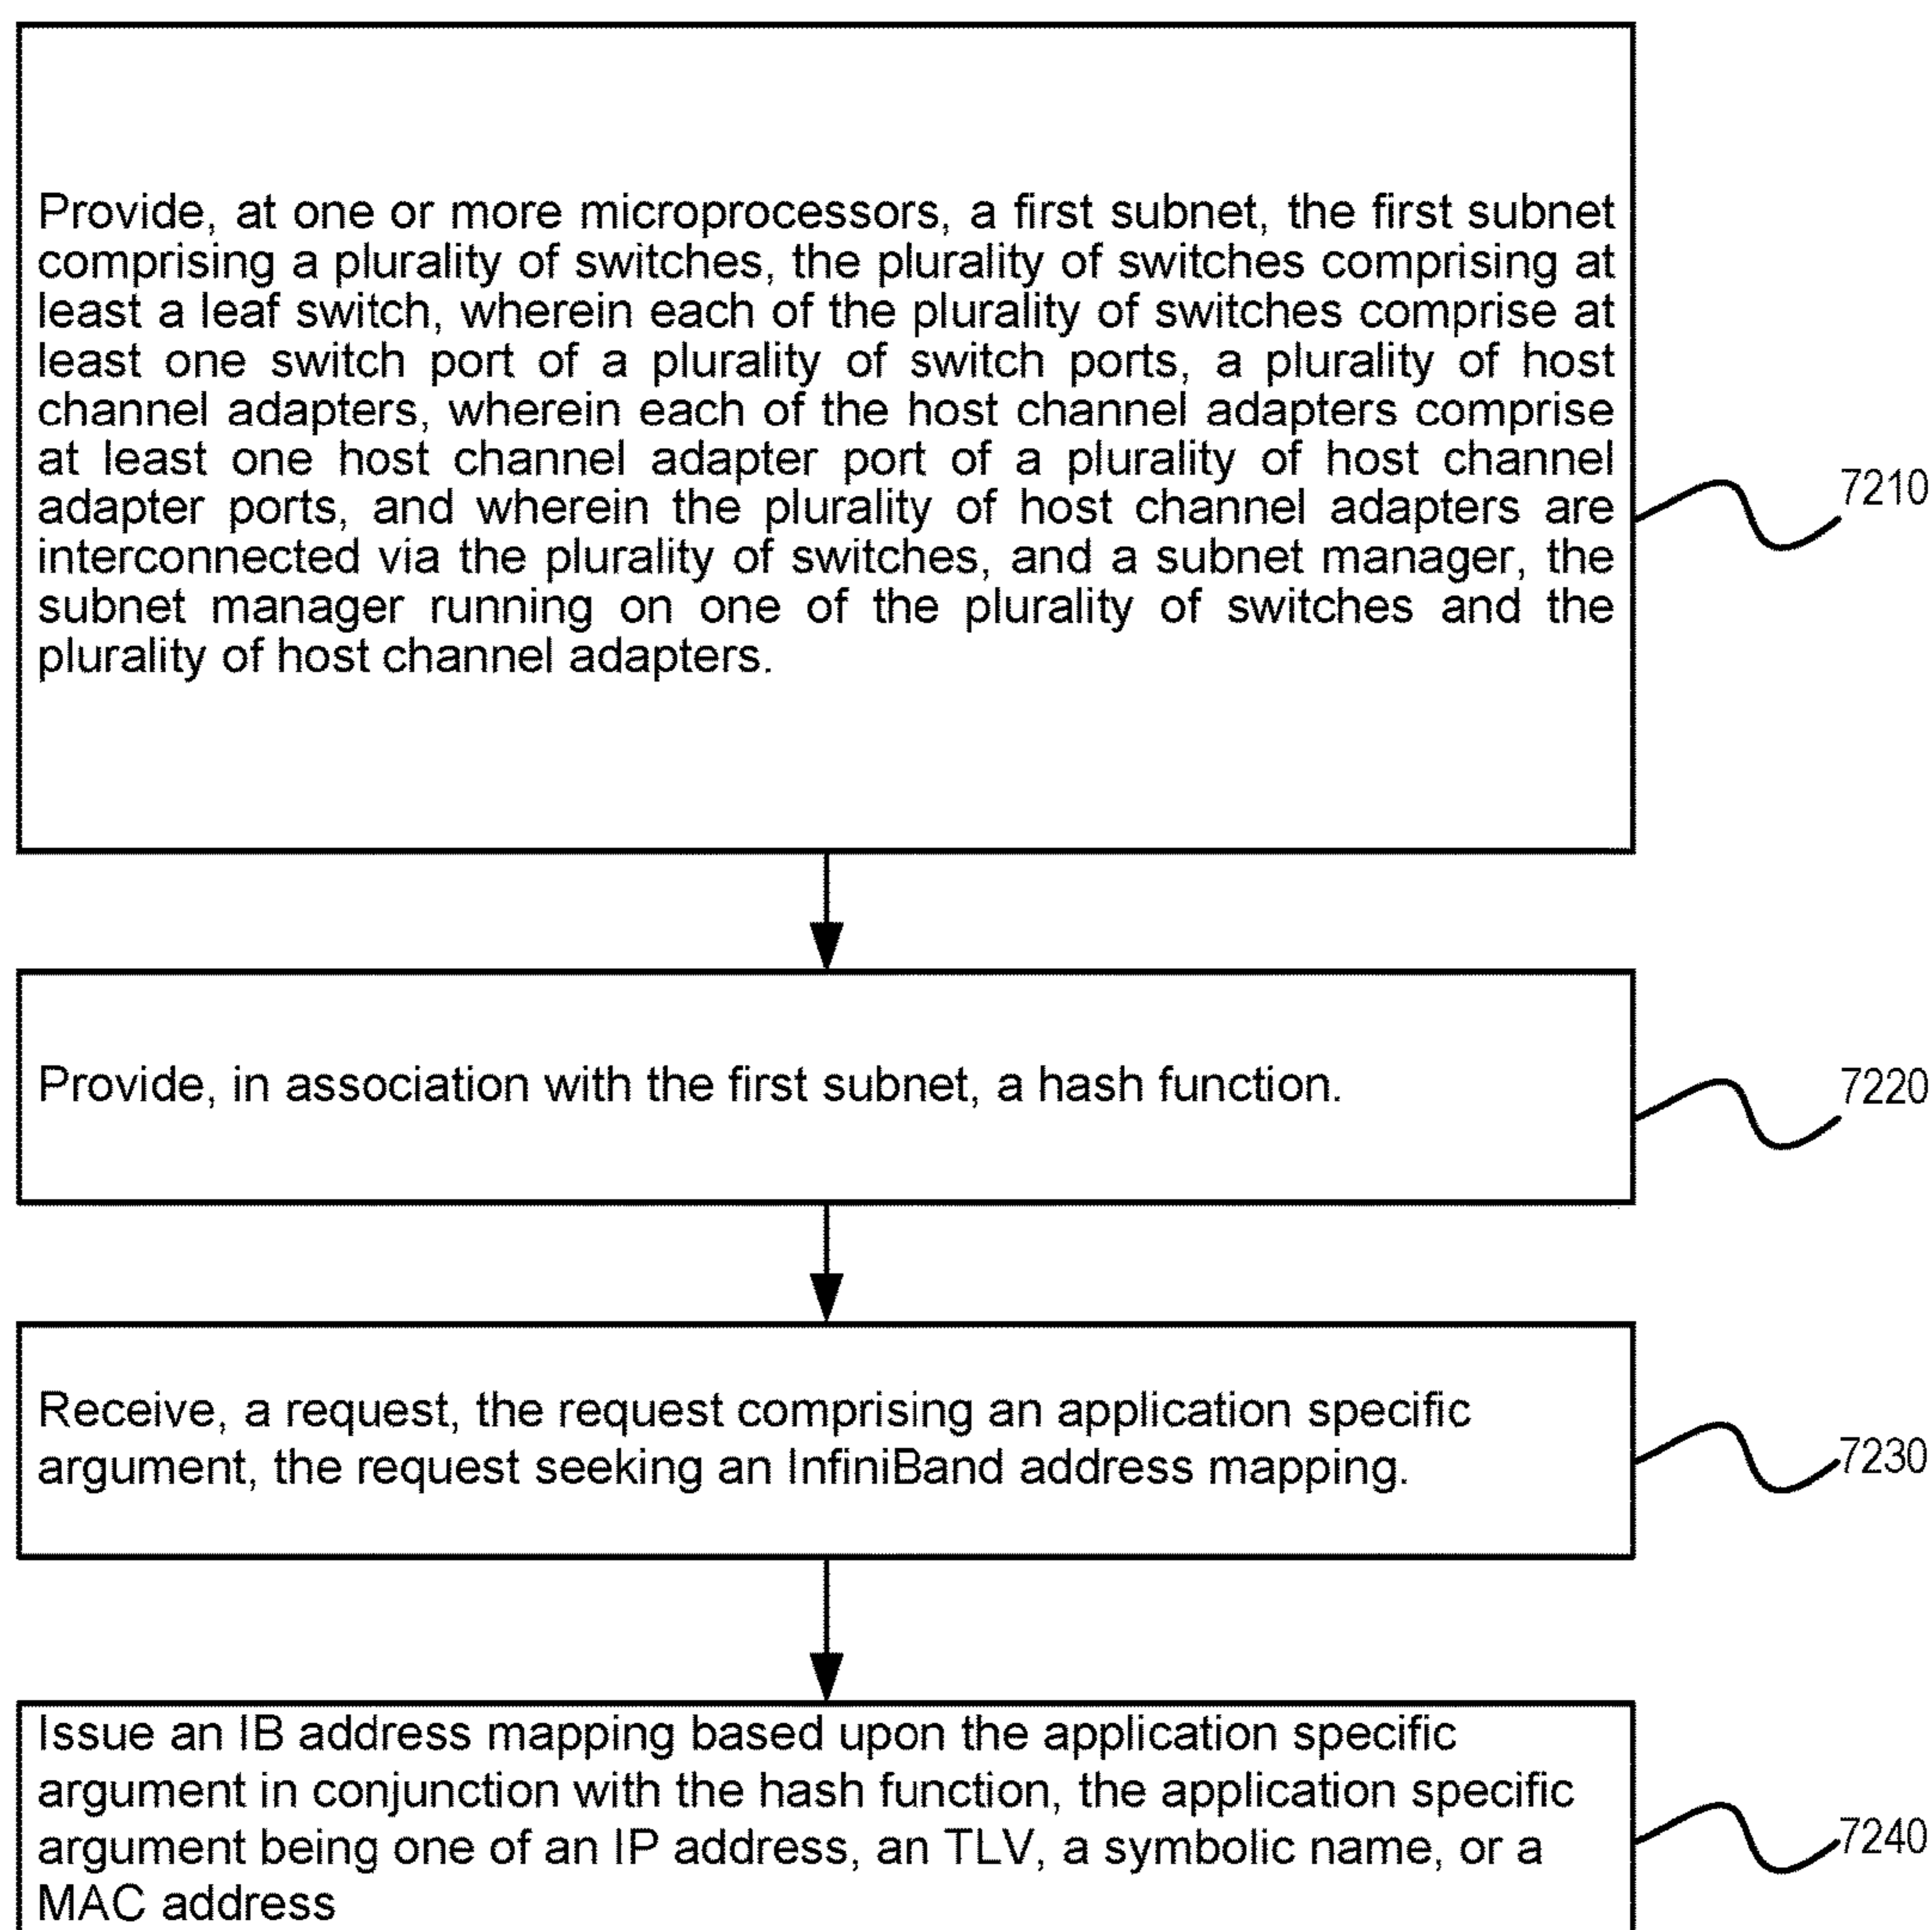 Provide, at one or more microprocessors, a first subnet, the first subnet
comprising a plurality of switches, the plurality of switches comprising at
least a leaf switch, wherein each of the plurality of switches comprise at
least one switch port of a plurality of switch ports, a plurality of host
channel adapters, wherein each of the host channel adapters comprise
at least one host channel adapter port of a plurality of host channel
adapter ports, and wherein the plurality of host channel adapters are
interconnected via the plurality of switches, and a subnet manager, the
subnet manager running on one of the plurality of switches and the
plurality of host channel adapters.
7210
Provide, in association with the first subnet, a hash function.
7220
Receive, a request, the request comprising an application specific
argument, the request seeking an InfiniBand address mapping.
7230
Issue an IB address mapping based upon the application specific
argument in conjunction with the hash function, the application specific
argument being one of an IP address, an TLV, a symbolic name, or a
MAC address
7240